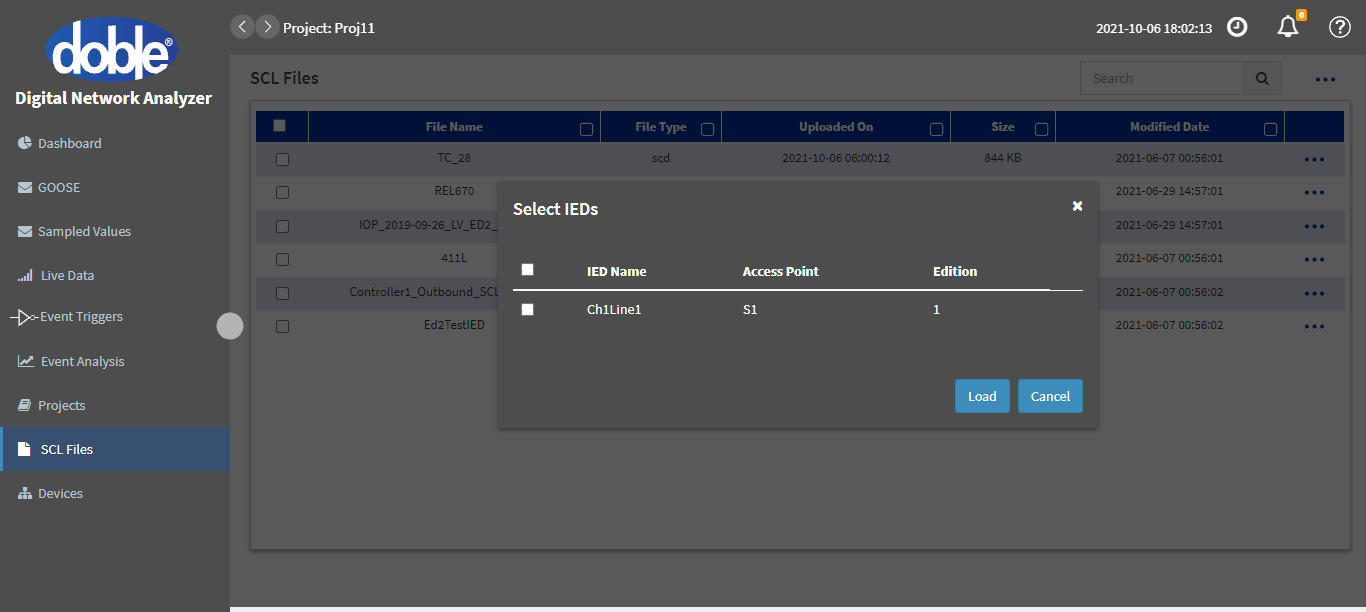 doble®
Digital Network Analyzer
Dashboard
GOOSE
Sampled Values
Live Data
Event Triggers
Event Analysis
Projects
SCL Files
Devices
Project: Proj11
2021-10-06 18:02:13
0
SCL Files
Search
File Name File Type Uploaded On Size Modified Date
TC_28 scd 2021-10-06 06:00:12 844 KB 2021-06-07 00:56:01
REL670 2021-06-29 14:57:01
IOP_2019-09-26_LV_ED2_ 2021-06-29 14:57:01
411L 2021-06-07 00:56:01
Controller1_Outbound_SCL 2021-06-07 00:56:02
Ed2TestIED 2021-06-07 00:56:02
Select IEDs
IED Name Access Point Edition
Ch1Line1 S1 1
Load Cancel